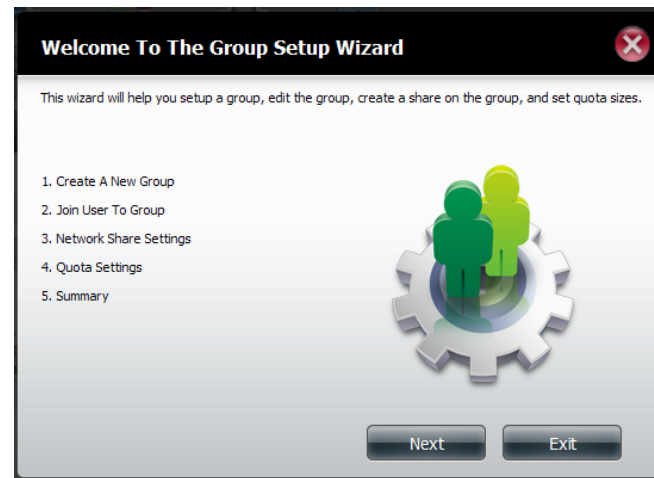 Welcome To The Group Setup Wizard
This wizard will help you setup a group, edit the group, create a share on the group, and set quota sizes.
1. Create A New Group
2. Join User To Group
3. Network Share Settings
4. Quota Settings
5. Summary
Next Exit